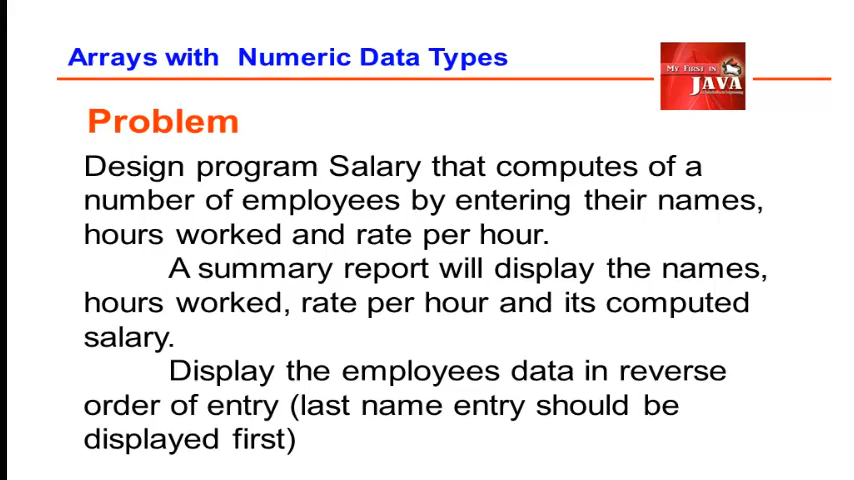 Arrays with Numeric Data Types
MY FIRST IN
JAVA
Problem
Design program Salary that computes of a
number of employees by entering their names,
hours worked and rate per hour.
A summary report will display the names,
hours worked, rate per hour and its computed
salary.
Display the employees data in reverse
order of entry (last name entry should be
displayed first)